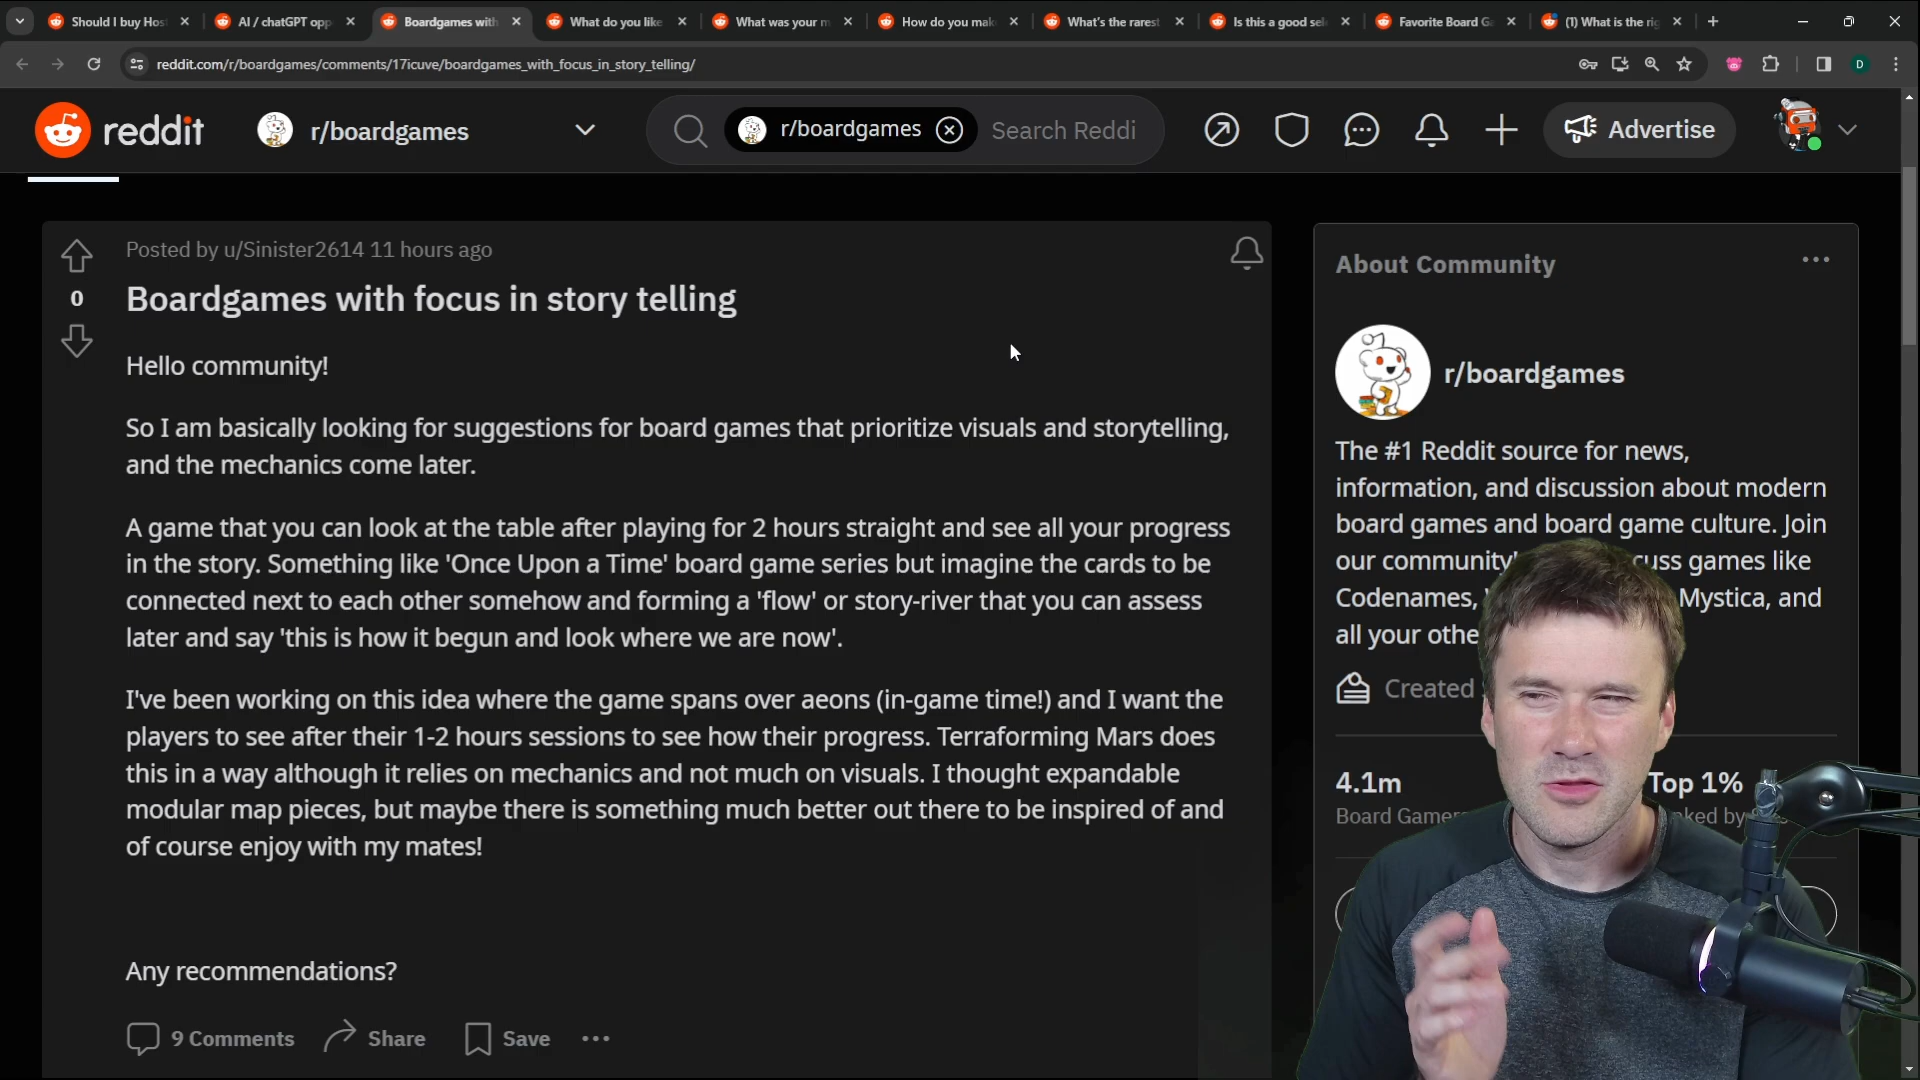 Should I buy Hos
AI / chatGPT opp
Boardgames with
What do you like
What was your m
How do you mak
What's the rarest
Is this a good sel
Favorite Board G
(1) What is the rig
reddit.com/r/boardgames/comments/17icuve/boardgames_with_focus_in_story_telling/
D
reddit
r/boardgames
r/boardgames
Search Reddi
Advertise
Posted by u/Sinister2614 11 hours ago
0
Boardgames with focus in story telling
Hello community!
So I am basically looking for suggestions for board games that prioritize visuals and storytelling,
and the mechanics come later.
A game that you can look at the table after playing for 2 hours straight and see all your progress
in the story. Something like 'Once Upon a Time' board game series but imagine the cards to be
connected next to each other somehow and forming a 'flow' or story-river that you can assess
later and say 'this is how it begun and look where we are now'.
I've been working on this idea where the game spans over aeons (in-game time!) and I want the
players to see after their 1-2 hours sessions to see how their progress. Terraforming Mars does
this in a way although it relies on mechanics and not much on visuals. I thought expandable
modular map pieces, but maybe there is something much better out there to be inspired of and
of course enjoy with my mates!
Any recommendations?
9 Comments
Share
Save
About Community
r/boardgames
The #1 Reddit source for news,
information, and discussion about modern
board games and board game culture. Join
our community cuss games like
Codenames, Mystica, and
all your othe
Created
4.1m
Top 1%
Board Gamer
ked by